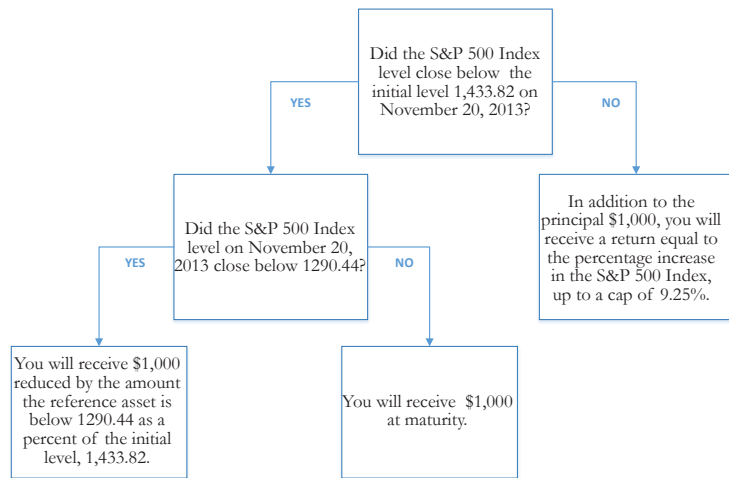 Did the S&P 500 Index
level close below the
initial level 1,433.82 on
November 20, 2013?
YES
NO
Did the S&P 500 Index
level on November 20,
2013 close below 1290.44?
In addition to the
principal $1,000, you will
receive a return equal to
the percentage increase
in the S&P 500 Index,
up to a cap of 9.25%.
YES
NO
You will receive $1,000
reduced by the amount
the reference asset is
below 1290.44 as a
percent of the initial
level, 1,433.82.
You will receive $1,000
at maturity.